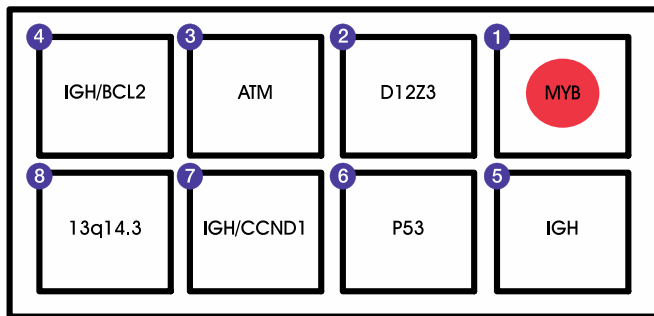 4 3 2 1
IGH/BCL2 ATM D12Z3 MYB
8 7 6 5
13q14.3 IGH/CCND1 P53 IGH